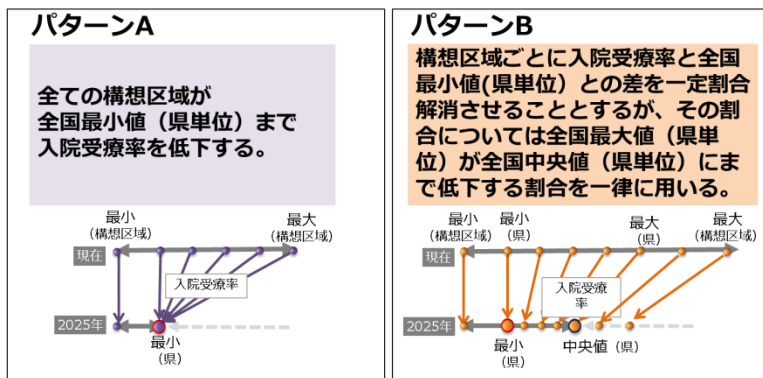 パターンA
全ての構想区域が
全国最小値（県単位）まで
入院受療率を低下する。
最小
（構想区域）
最大
（構想区域）
現在
入院受療率
2025年
最小
（県）
パターンB
構想区域ごとに入院受療率と全国
最小値(県単位）との差を一定割合
解消させることとするが、その割
合については全国最大値（県単
位）が全国中央値（県単位）にま
で低下する割合を一律に用いる。
最小
（構想区域）
最小
（県）
最大
（県）
最大
（構想区域）
現在
入院受療
率
2025年
最小
（県）
中央値（県）